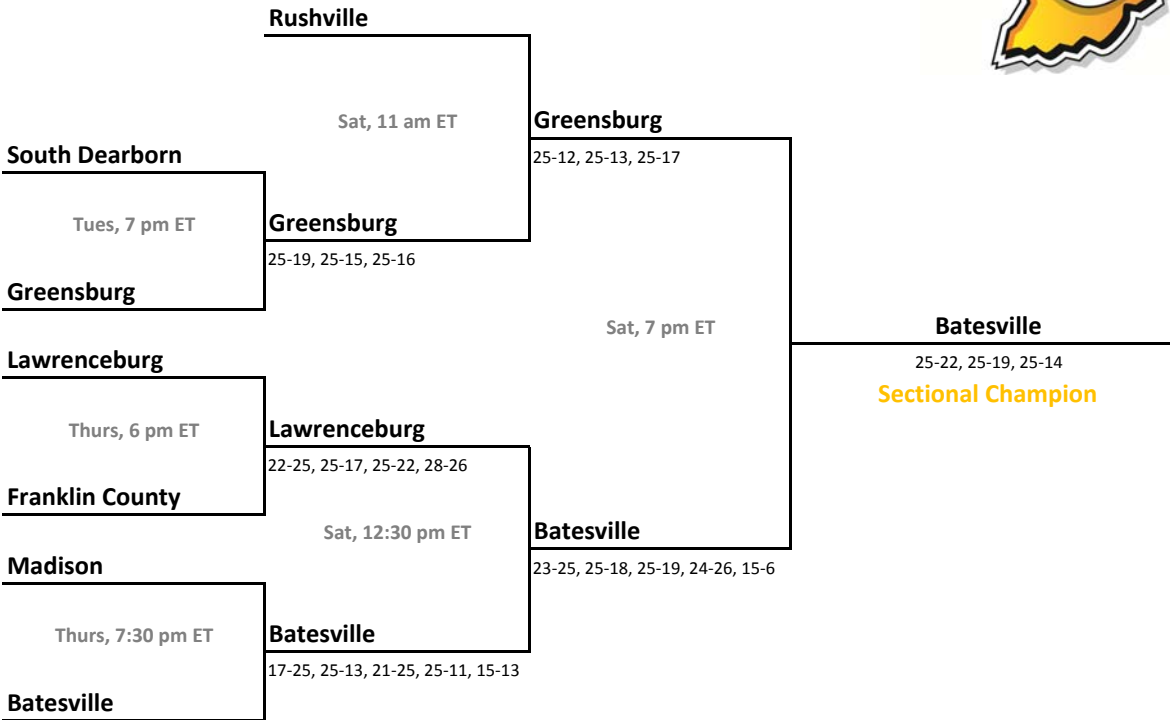 Rushville
Sat, 11 am ET
Greensburg
25-12, 25-13, 25-17
South Dearborn
Tues, 7 pm ET
Greensburg
25-19, 25-15, 25-16
Greensburg
Sat, 7 pm ET
Batesville
25-22, 25-19, 25-14
Sectional Champion
Lawrenceburg
Thurs, 6 pm ET
Lawrenceburg
22-25, 25-17, 25-22, 28-26
Franklin County
Sat, 12:30 pm ET
Batesville
23-25, 25-18, 25-19, 24-26, 15-6
Madison
Thurs, 7:30 pm ET
Batesville
17-25, 25-13, 21-25, 25-11, 15-13
Batesville